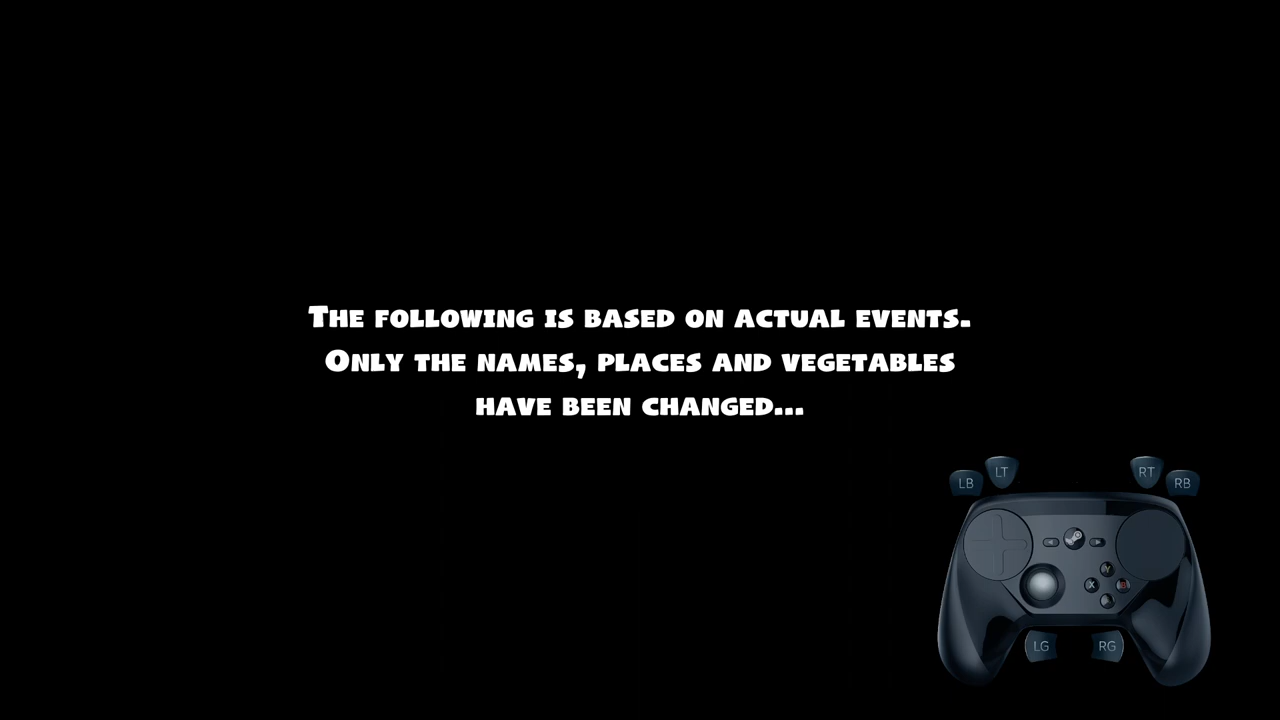 The following is based on actual events.
Only the names, places and vegetables
have been changed...
LT RT
LB RB
Y
X B
LG RG